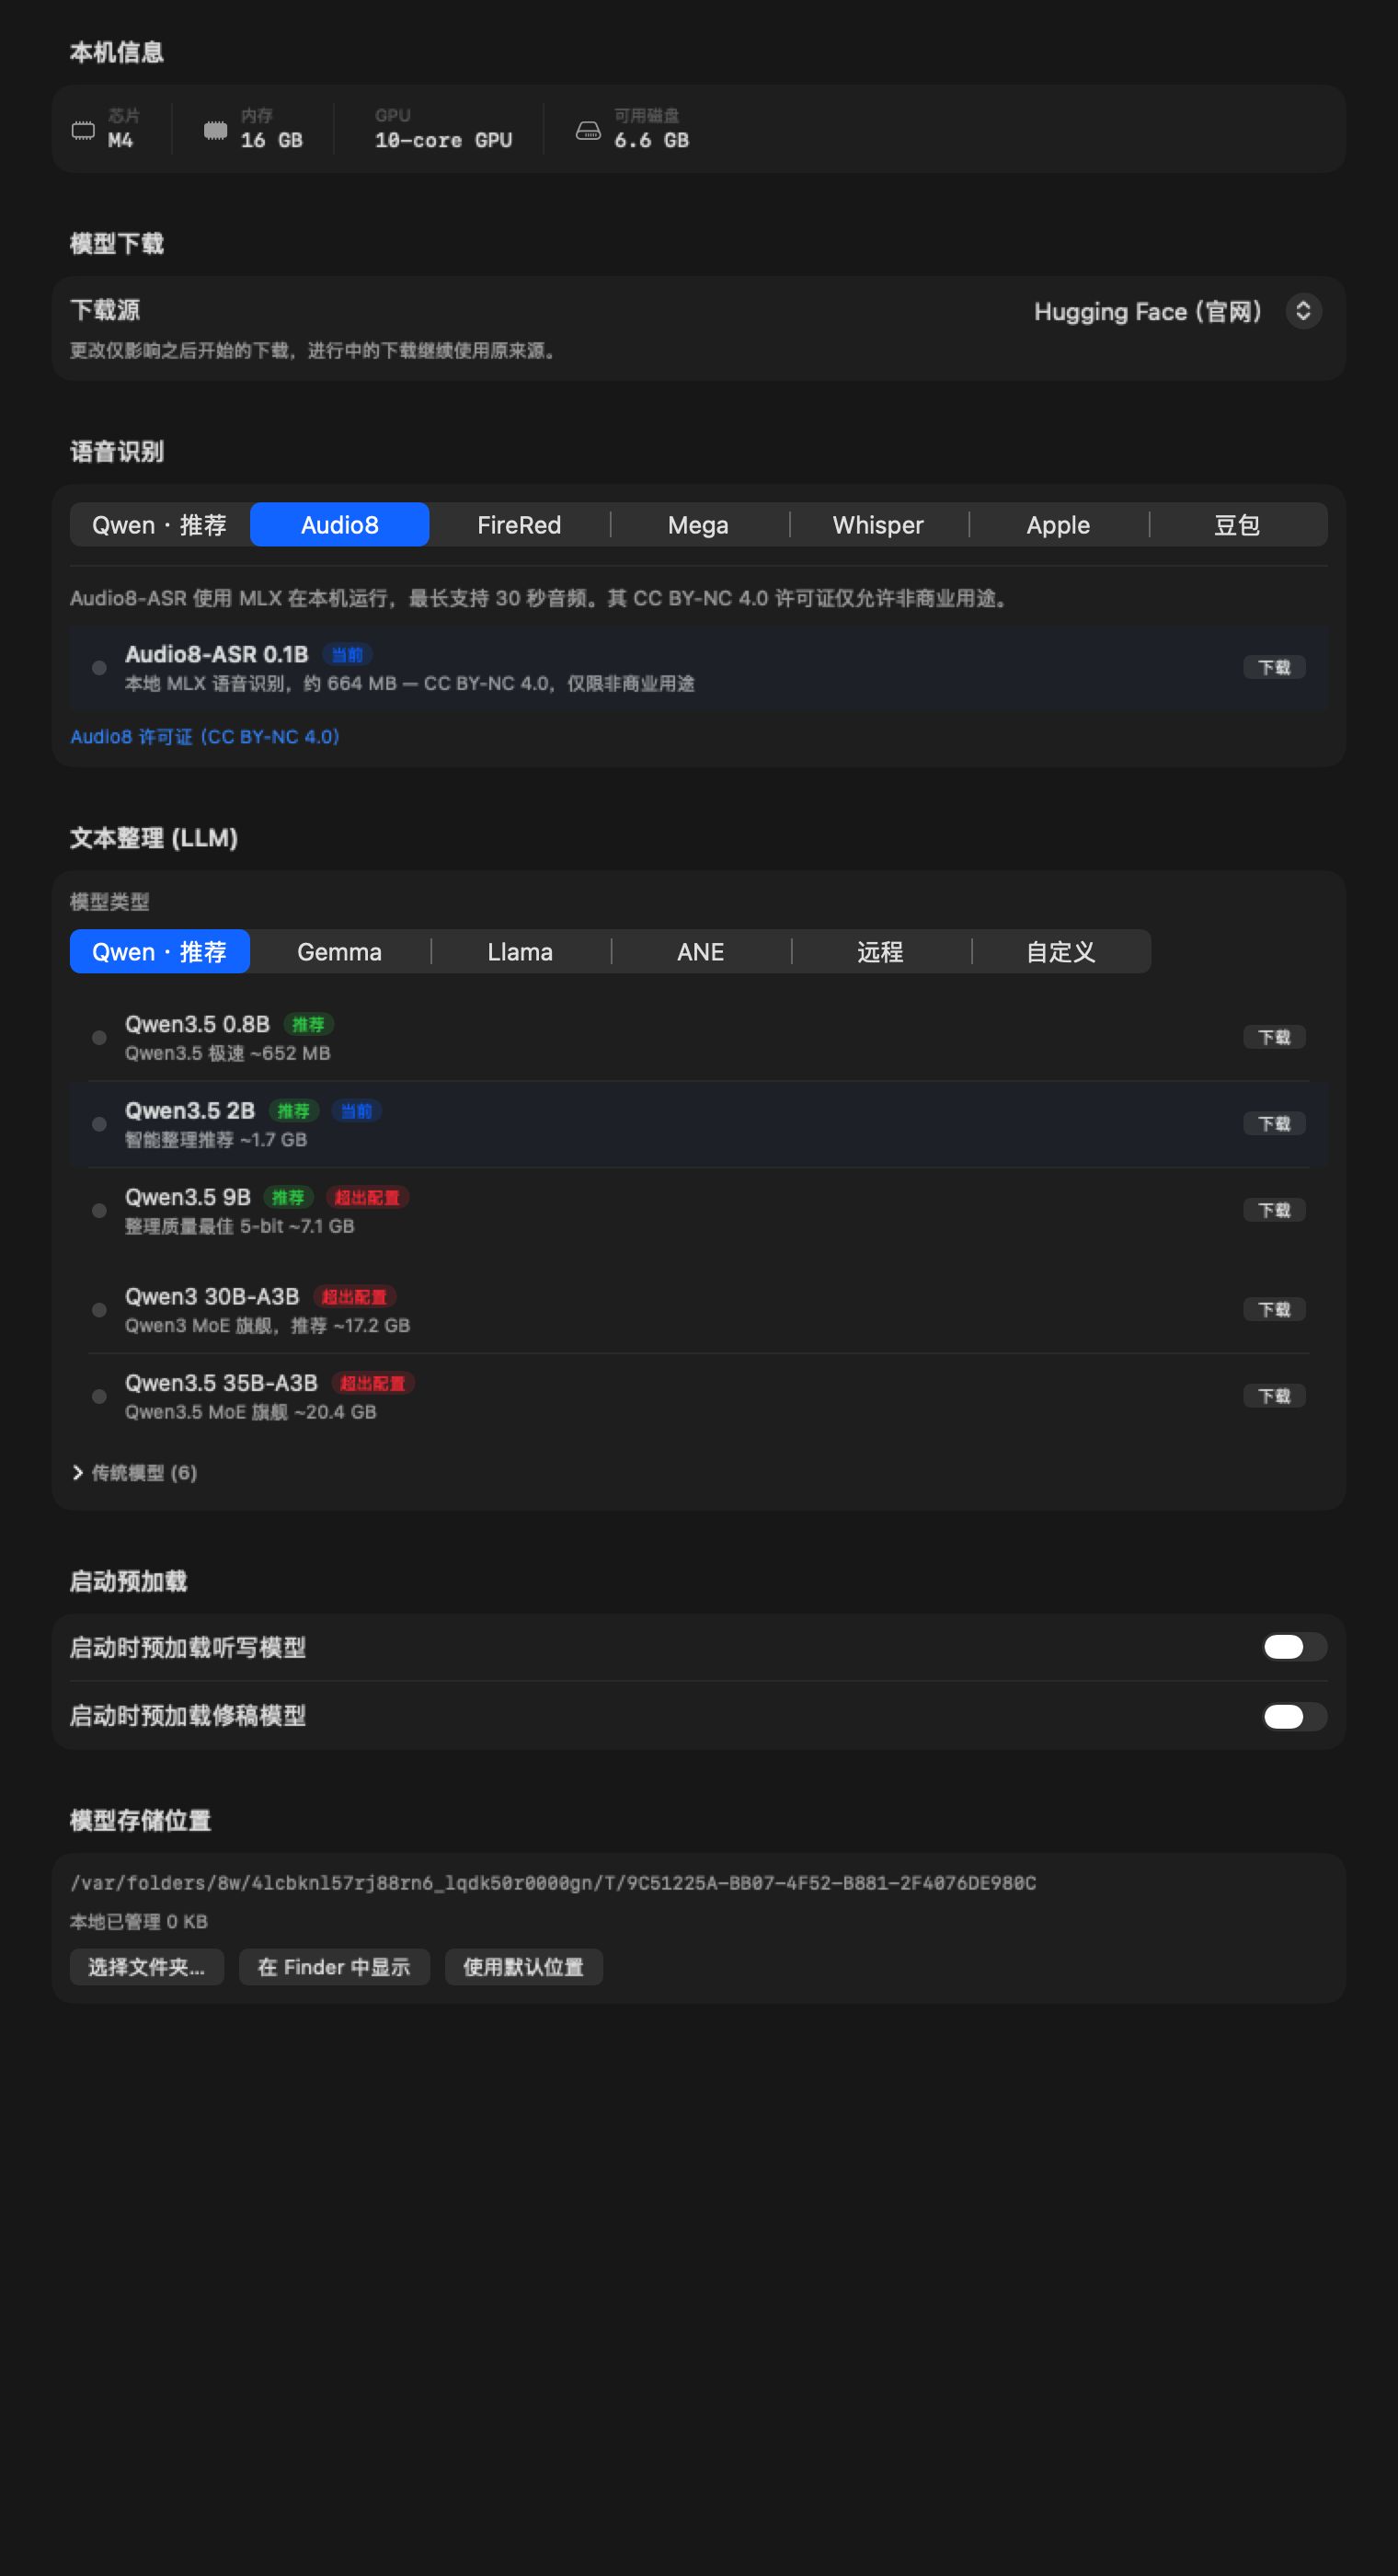 本机信息
芯片
M4
内存
16 GB
GPU
10-core GPU
可用磁盘
6.6 GB
模型下载
下载源
Hugging Face (官网)
更改仅影响之后开始的下载，进行中的下载继续使用原来源。
语音识别
Qwen · 推荐
Audio8
FireRed
Mega
Whisper
Apple
豆包
Audio8-ASR 使用 MLX 在本机运行，最长支持 30 秒音频。其 CC BY-NC 4.0 许可证仅允许非商业用途。
Audio8-ASR 0.1B 当前
本地 MLX 语音识别，约 664 MB — CC BY-NC 4.0，仅限非商业用途
下载
Audio8 许可证 (CC BY-NC 4.0)
文本整理 (LLM)
模型类型
Qwen · 推荐
Gemma
Llama
ANE
远程
自定义
Qwen3.5 0.8B 推荐
Qwen3.5 极速 ~652 MB
下载
Qwen3.5 2B 推荐 当前
智能整理推荐 ~1.7 GB
下载
Qwen3.5 9B 推荐 超出配置
整理质量最佳 5-bit ~7.1 GB
下载
Qwen3 30B-A3B 超出配置
Qwen3 MoE 旗舰，推荐 ~17.2 GB
下载
Qwen3.5 35B-A3B 超出配置
Qwen3.5 MoE 旗舰 ~20.4 GB
下载
传统模型 (6)
启动预加载
启动时预加载听写模型
启动时预加载修稿模型
模型存储位置
/var/folders/8w/4lcbknl57rj88rn6_lqdk50r0000gn/T/9C51225A-BB07-4F52-B881-2F4076DE980C
本地已管理 0 KB
选择文件夹...
在 Finder 中显示
使用默认位置